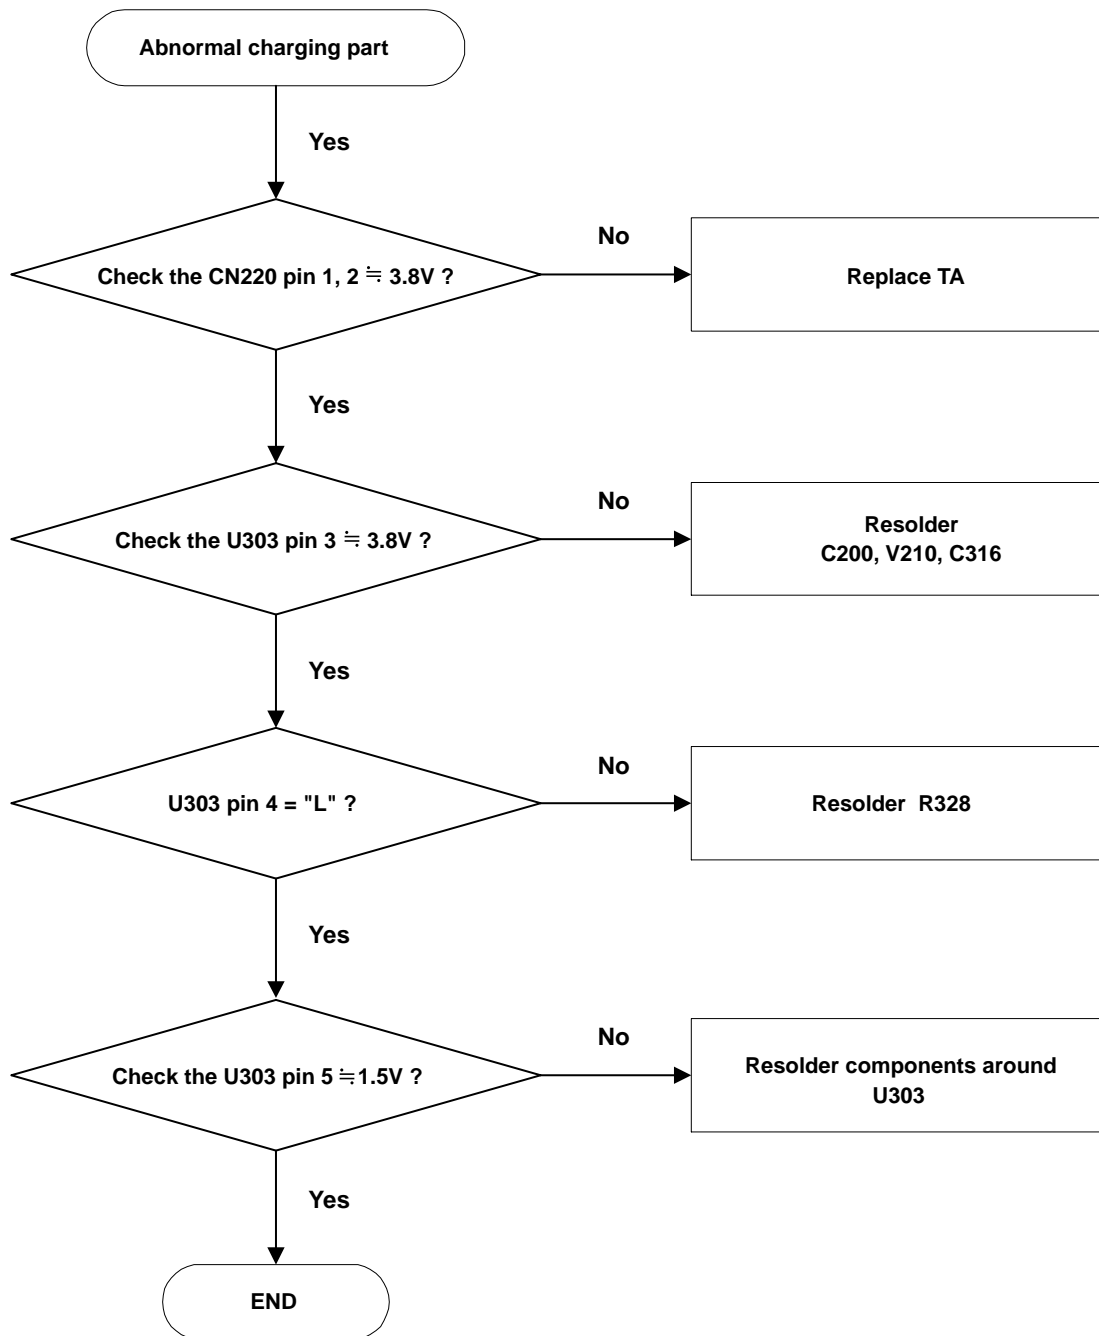 Abnormal charging part
Yes
Check the CN220 pin 1, 2 ≒ 3.8V ?
No
Replace TA
Yes
Check the U303 pin 3 ≒ 3.8V ?
No
Resolder
C200, V210, C316
Yes
U303 pin 4 = "L" ?
No
Resolder R328
Yes
Check the U303 pin 5 ≒ 1.5V ?
No
Resolder components around
U303
Yes
END